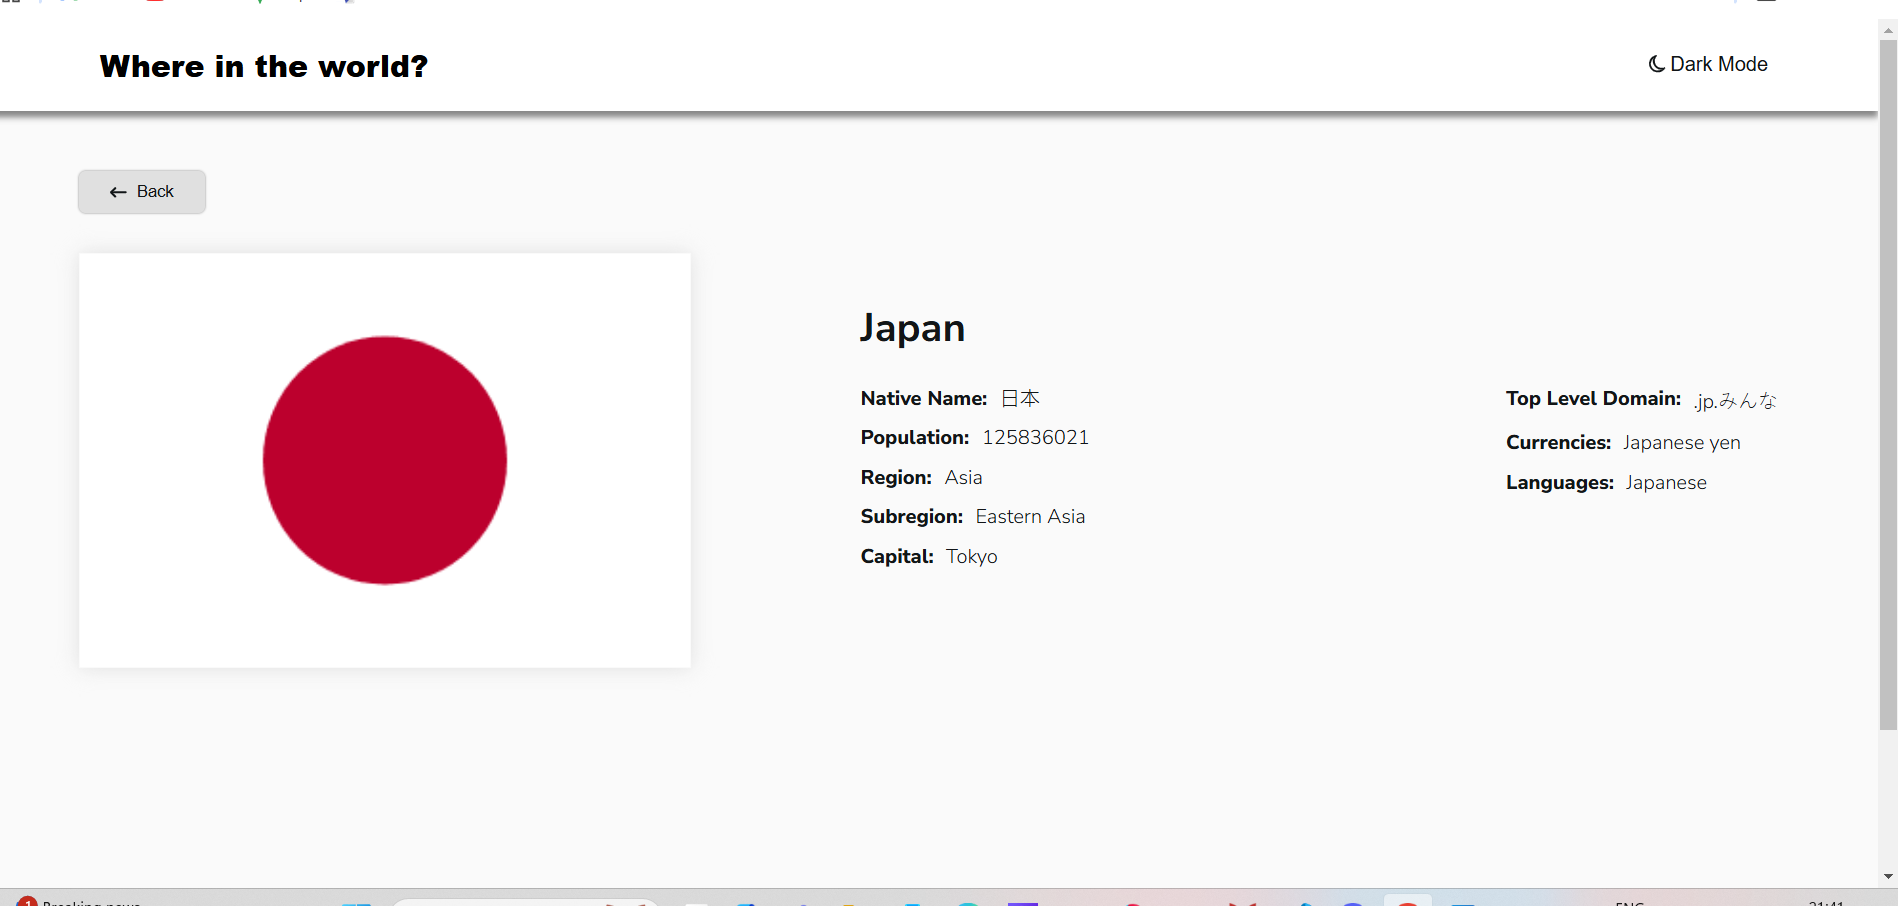 Where in the world?
Dark Mode
Back
Japan
Native Name: 日本
Population: 125836021
Region: Asia
Subregion: Eastern Asia
Capital: Tokyo
Top Level Domain: .jp.みんな
Currencies: Japanese yen
Languages: Japanese